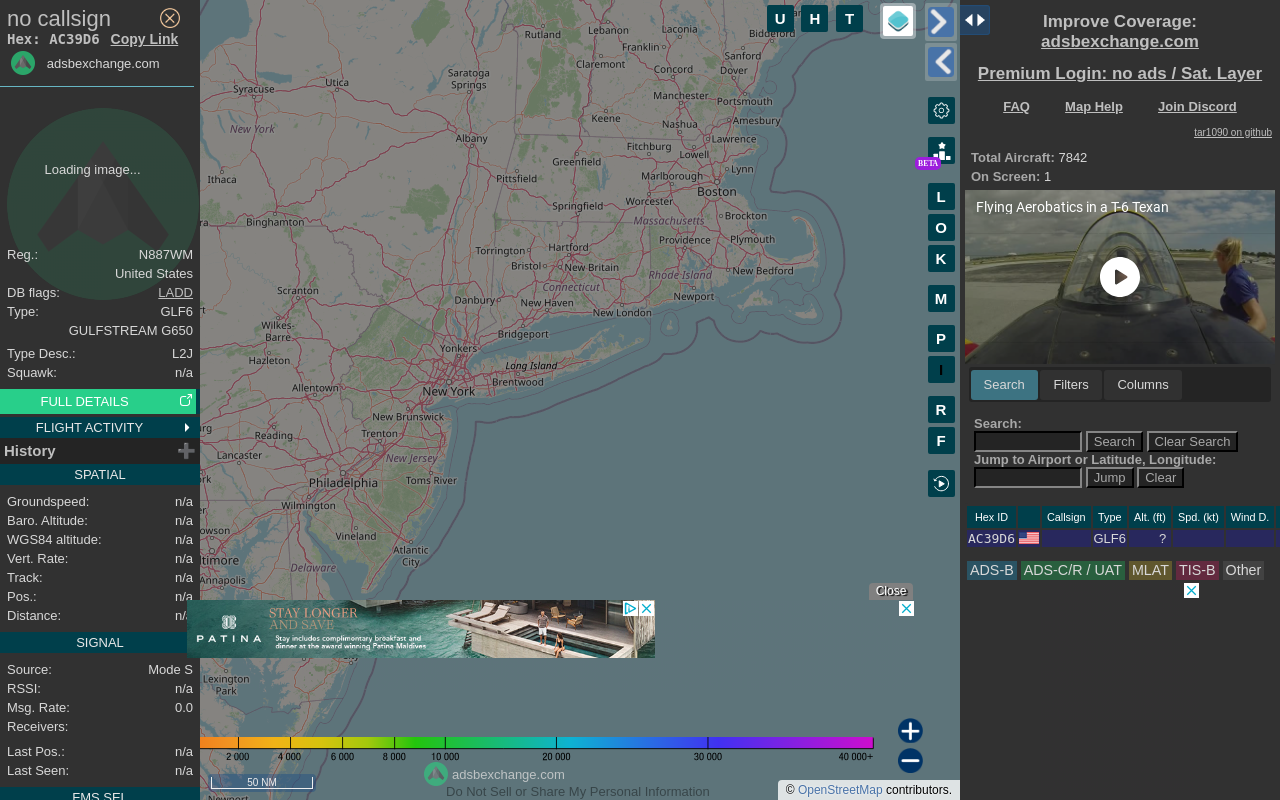 no callsign
Hex: AC39D6 Copy Link
adsbexchange.com
Loading image...
Reg.: N887WM
United States
DB flags: LADD
Type: GLF6
GULFSTREAM G650
Type Desc.: L2J
Squawk: n/a
FULL DETAILS
FLIGHT ACTIVITY
History
SPATIAL
Groundspeed: n/a
Baro. Altitude: n/a
WGS84 altitude: n/a
Vert. Rate: n/a
Track: n/a
Pos.: n/a
Distance: n/
SIGNAL
Source: Mode S
RSSI: n/a
Msg. Rate: 0.0
Receivers:
Last Pos.: n/a
Last Seen: n/a
FMS SEL
U H T
Rutland
Lebanon
Laconia
Biddeford
Franklin
Sanford
Claremont
Concord
Dover
Saratoga
Springs
Utica
Syracuse
Manchester
Portsmouth
Keene
Nashua
Amesbury
New York
Albany
Fitchburg
Lawrence
Greenfield
Lowell
Ithaca
Pittsfield
Marlborough
Lynn
Boston
Springfield
Worcester
Binghamton
Massachusetts
Brockton
Torrington
Hartford
Providence
Plymouth
Bristol
New Britain
Rhode Island
New Bedford
Connecticut
Scranton
Danbury
New Haven
Newport
New London
Wilkes-
Barre
Bridgeport
Hazleton
Yonkers
Long Island
Allentown
New York
Brentwood
New Brunswick
Reading
Trenton
Lancaster
New Jersey
Philadelphia
Toms River
Wilmington
Vineland
Atlantic
City
Annapolis
Delaware
Lexington
Park
Newport
BETA
L
O
K
M
P
I
R
F
Close
PATINA
STAY LONGER
AND SAVE
Stay includes complimentary breakfast and
dinner at the award winning Patina Maldives
2 000 4 000 6 000 8 000 10 000 20 000 30 000 40 000+
50 NM
adsbexchange.com
Do Not Sell or Share My Personal Information
© OpenStreetMap contributors.
Improve Coverage:
adsbexchange.com
Premium Login: no ads / Sat. Layer
FAQ Map Help Join Discord
tar1090 on github
Total Aircraft: 7842
On Screen: 1
Flying Aerobatics in a T-6 Texan
Search Filters Columns
Search:
Search Clear Search
Jump to Airport or Latitude, Longitude:
Jump Clear
Hex ID Callsign Type Alt. (ft) Spd. (kt) Wind D.
AC39D6 GLF6 ?
ADS-B ADS-C/R / UAT MLAT TIS-B Other